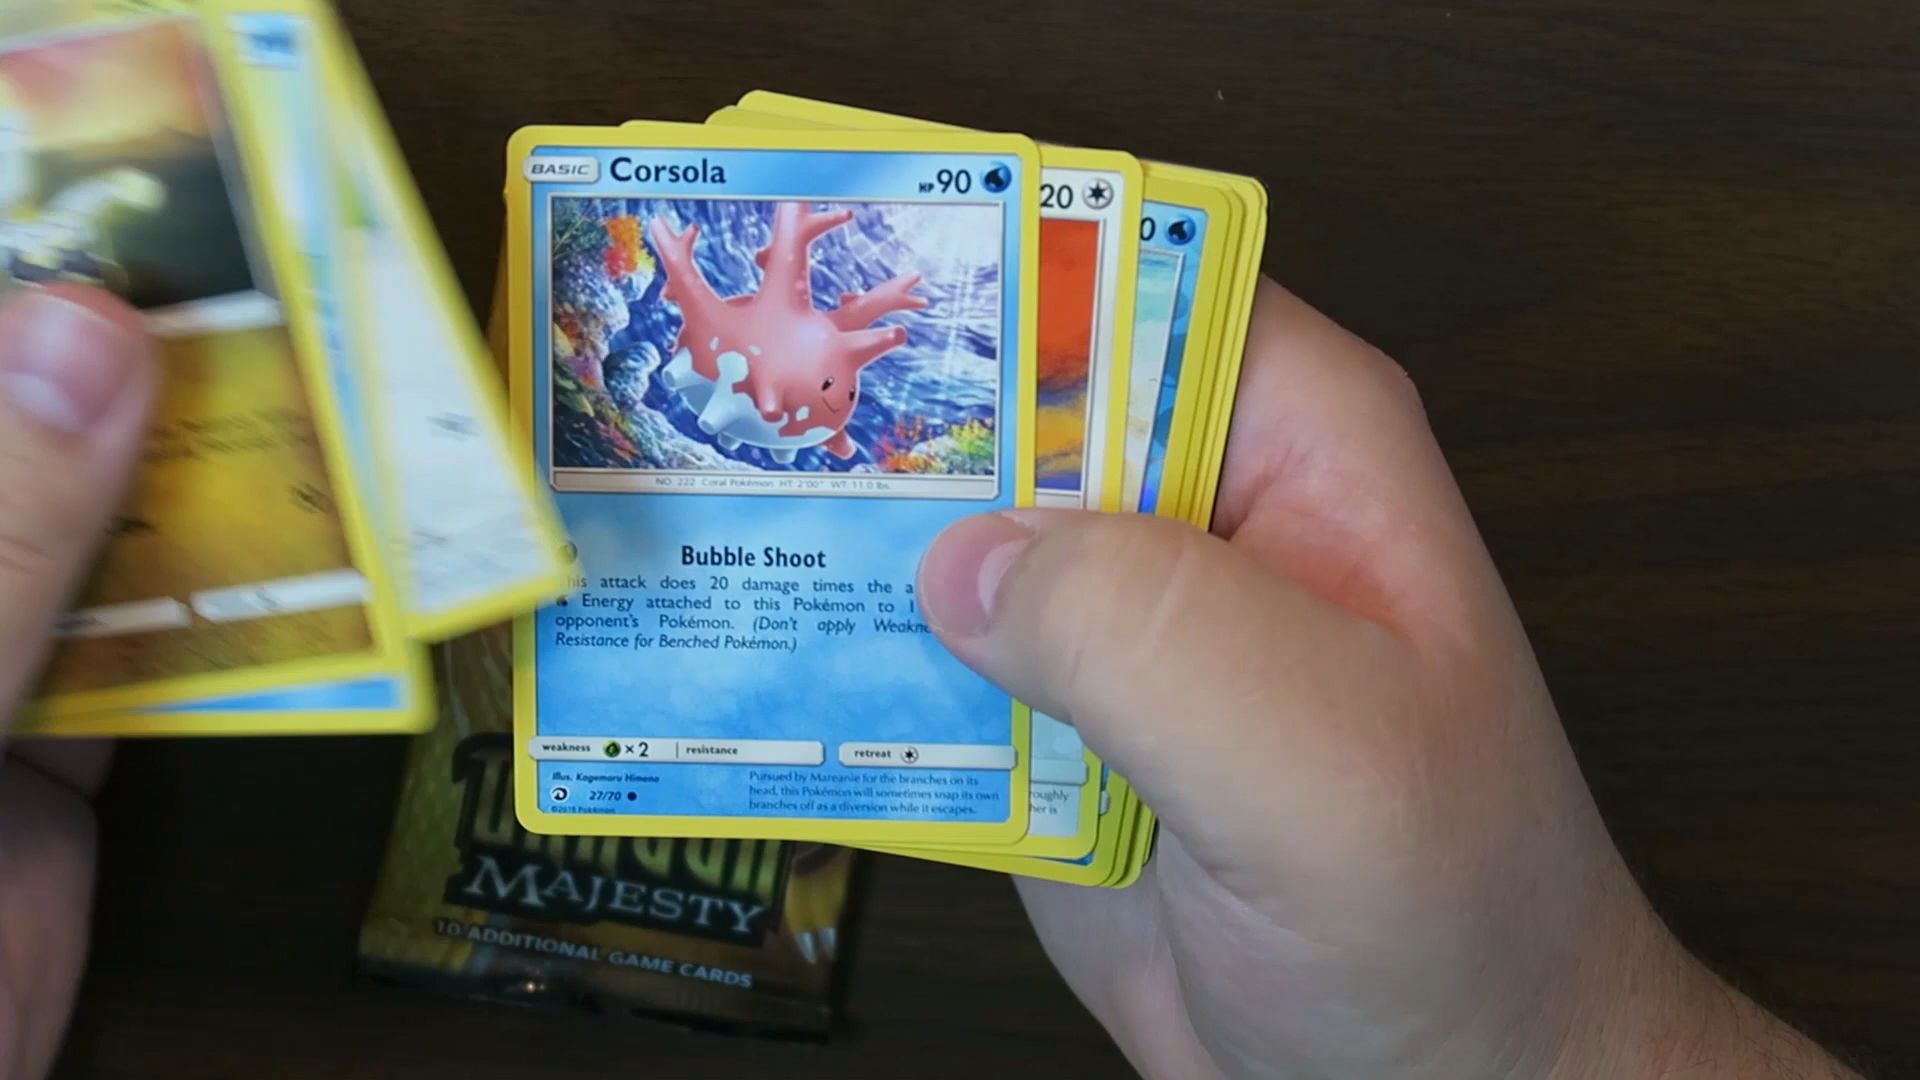 BASIC Corsola HP 90
20
0
NO. 222 Coral Pokémon HT: 2'00" WT: 11.0 lbs.
Bubble Shoot
attack does 20 damage times the
Energy attached to this Pokémon to
opponent's Pokémon. (Don't apply
Resistance for Benched Pokémon.)
weakness ×2 resistance retreat
Illus. Kagemaru Himeno
27/70
©2018 Pokémon
Pursued by Mareanie for the branches on its
head, this Pokémon will sometimes snap its own
branches off as a diversion while it escapes.
MAJESTY
10 ADDITIONAL GAME CARDS